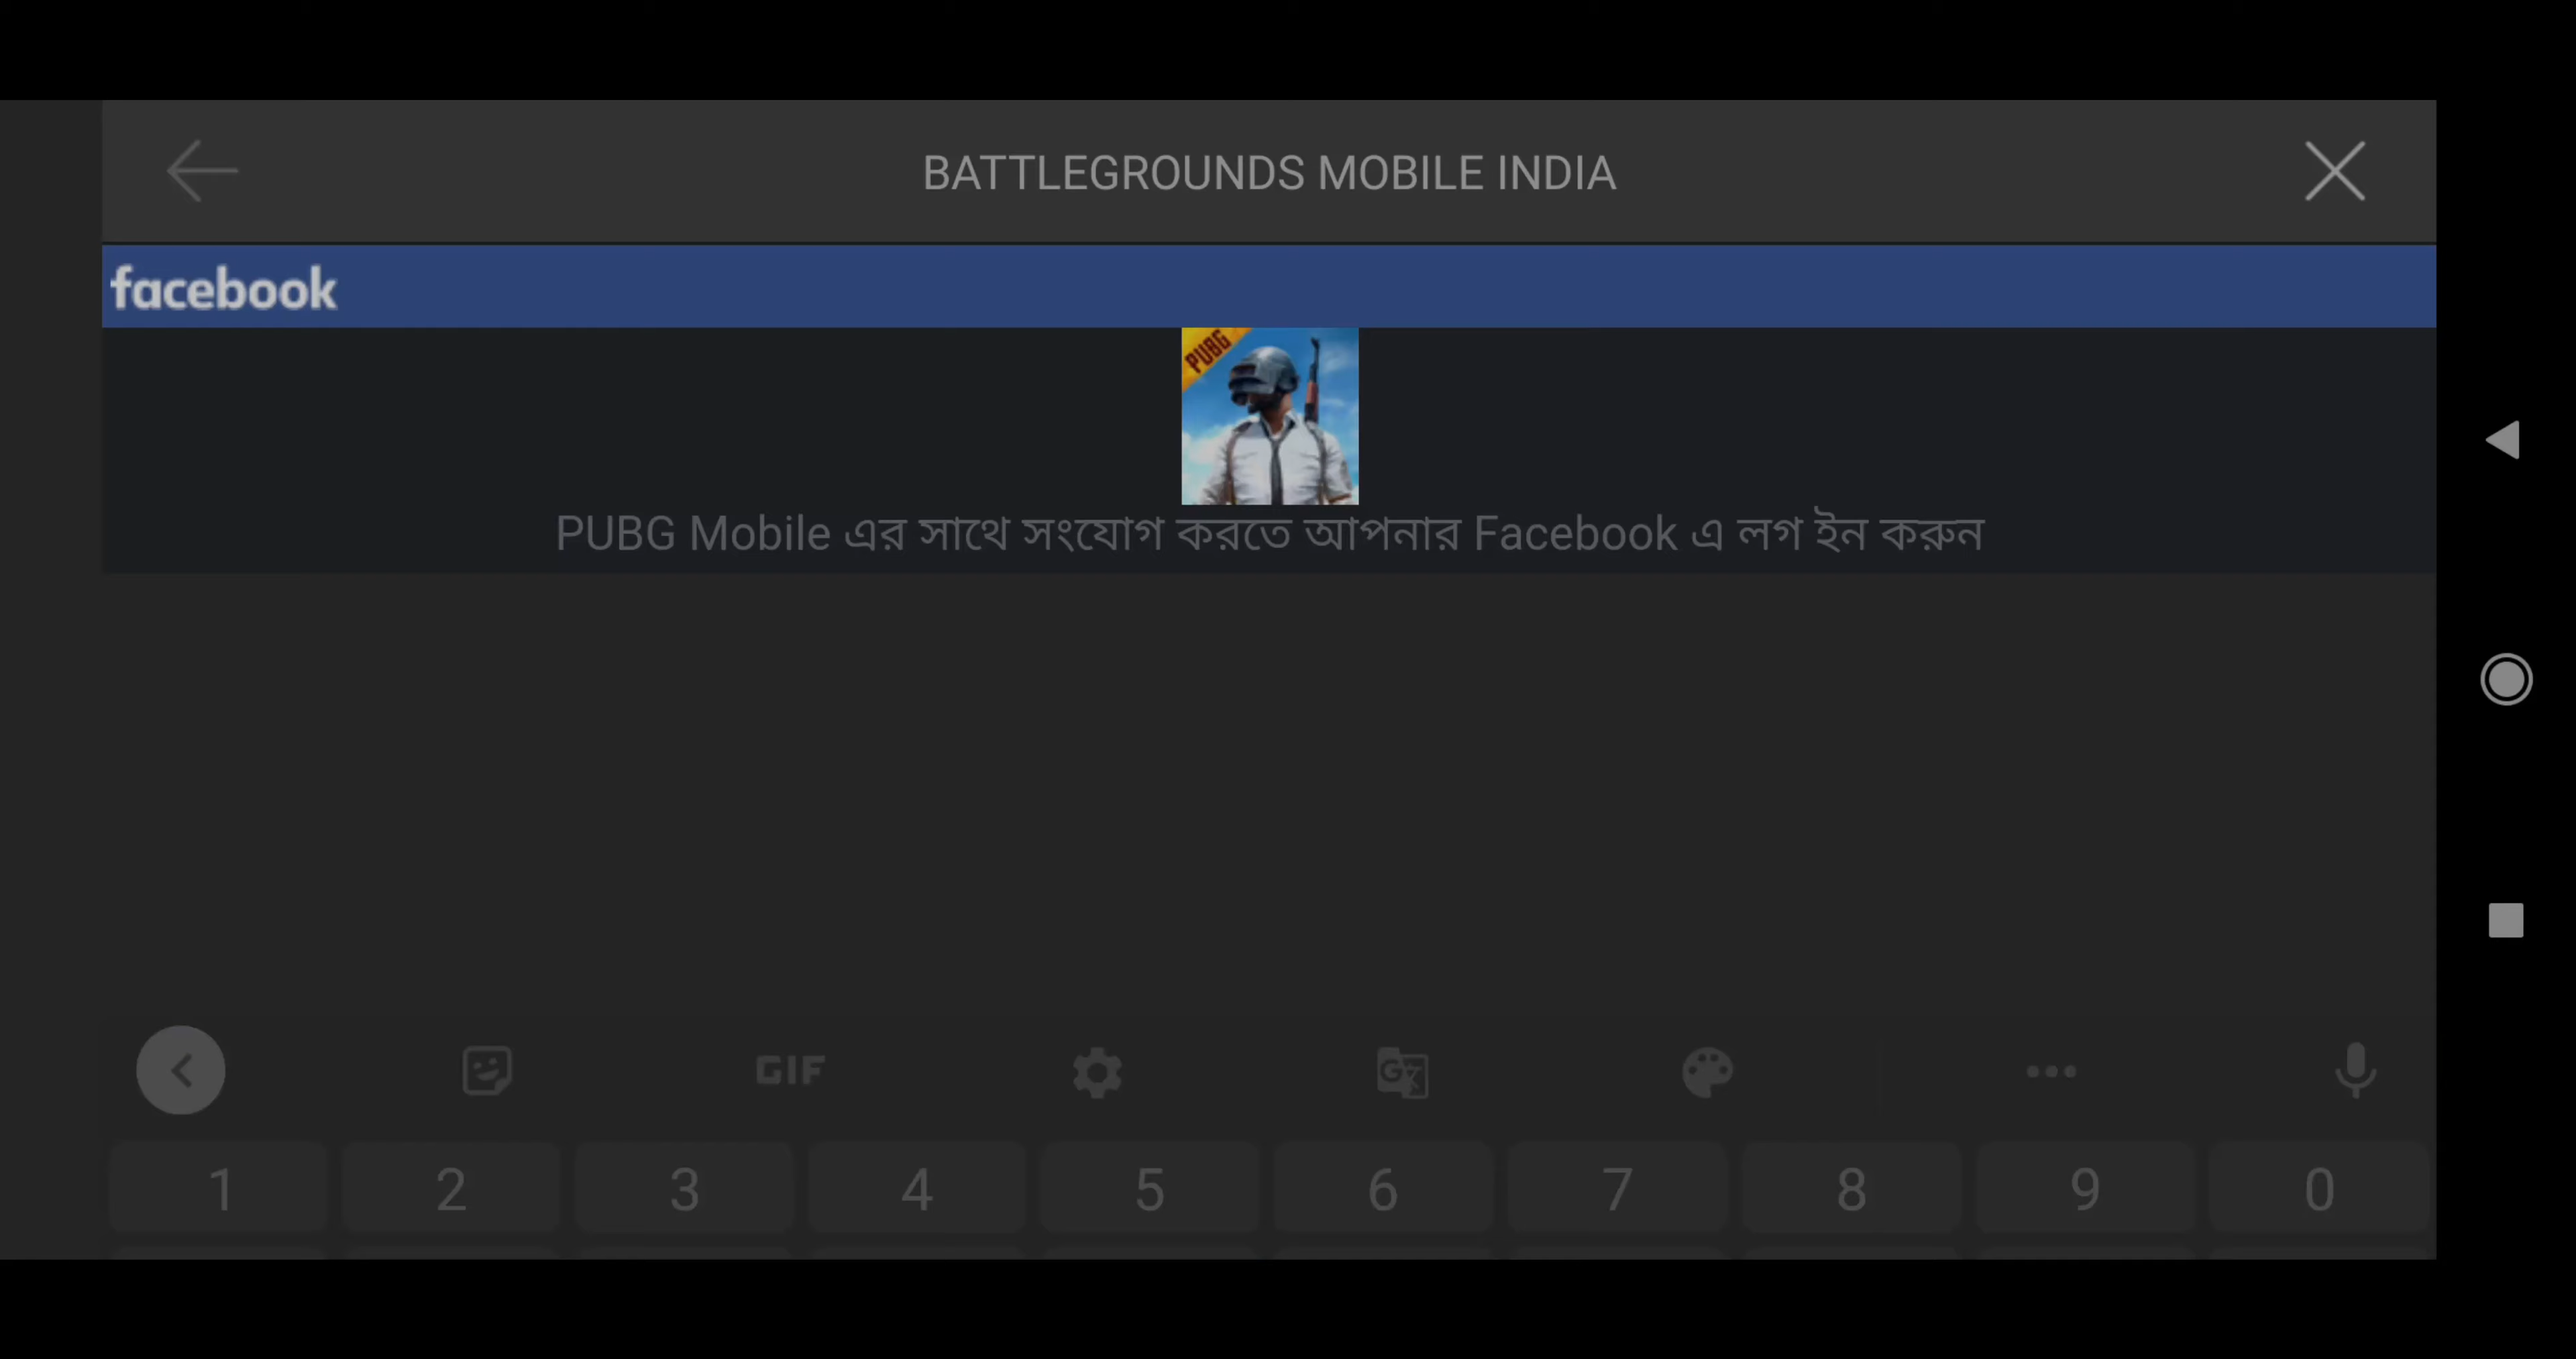 BATTLEGROUNDS MOBILE INDIA
facebook
PUBG
PUBG Mobile এর সাথে সংযোগ করতে আপনার Facebook এ লগ ইন করুন
GIF
1 2 3 4 5 6 7 8 9 0